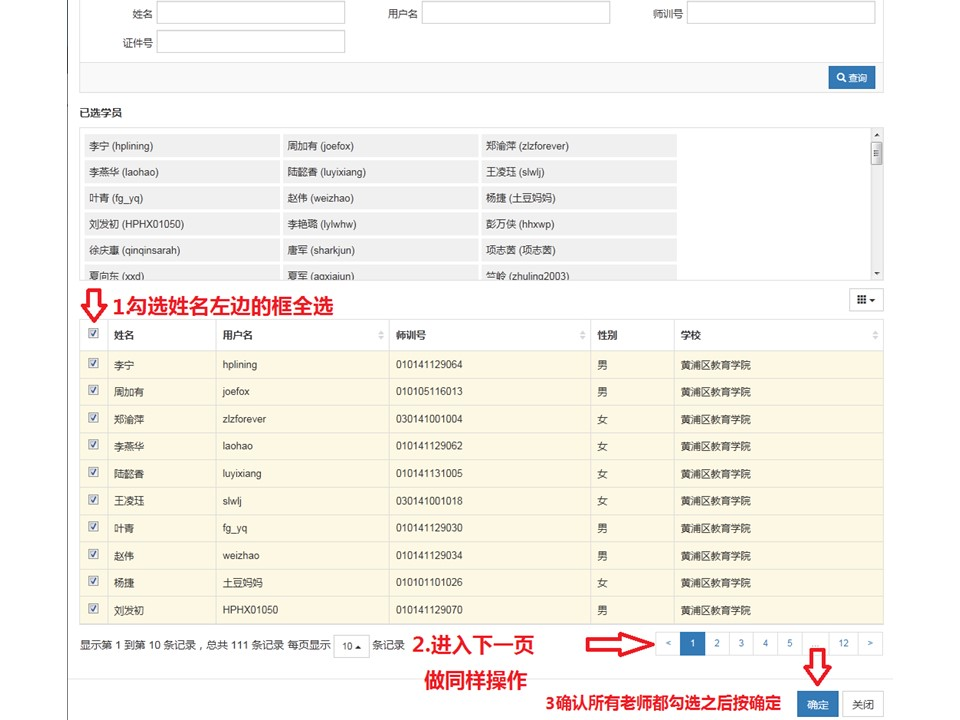 姓名 用户名 师训号
证件号
查询
已选学员
李宁 (hplining) 周加有 (joefox) 郑渝萍 (zlzforever)
李燕华 (laohao) 陆懿香 (luyixiang) 王凌珏 (slwlj)
叶青 (fg_yq) 赵伟 (weizhao) 杨捷 (土豆妈妈)
刘发初 (HPHX01050) 李艳璐 (lylwhw) 彭万侠 (hhxwp)
徐庆 (qinqinsarah) 唐军 (sharkjun) 项志茵 (项志茵)
夏向东 (xxd) 夏军 (agxiajun) 竺岭 (zhuling2003)
1.勾选姓名左边的框全选
姓名 用户名 师训号 性别 学校
李宁 hplining 010141129064 男 黄浦区教育学院
周加有 joefox 010105116013 男 黄浦区教育学院
郑渝萍 zlzforever 030141001004 女 黄浦区教育学院
李燕华 laohao 010141129062 女 黄浦区教育学院
陆懿香 luyixiang 010141131005 女 黄浦区教育学院
王凌珏 slwlj 030141001018 女 黄浦区教育学院
叶青 fg_yq 010141129030 男 黄浦区教育学院
赵伟 weizhao 010141129034 男 黄浦区教育学院
杨捷 土豆妈妈 010101101026 女 黄浦区教育学院
刘发初 HPHX01050 010141129070 男 黄浦区教育学院
显示第 1 到第 10 条记录，总共 111 条记录 每页显示 10 条记录 2.进入下一页 < 1 2 3 4 5 12 >
做同样操作
3确认所有老师都勾选之后按确定 确定 关闭